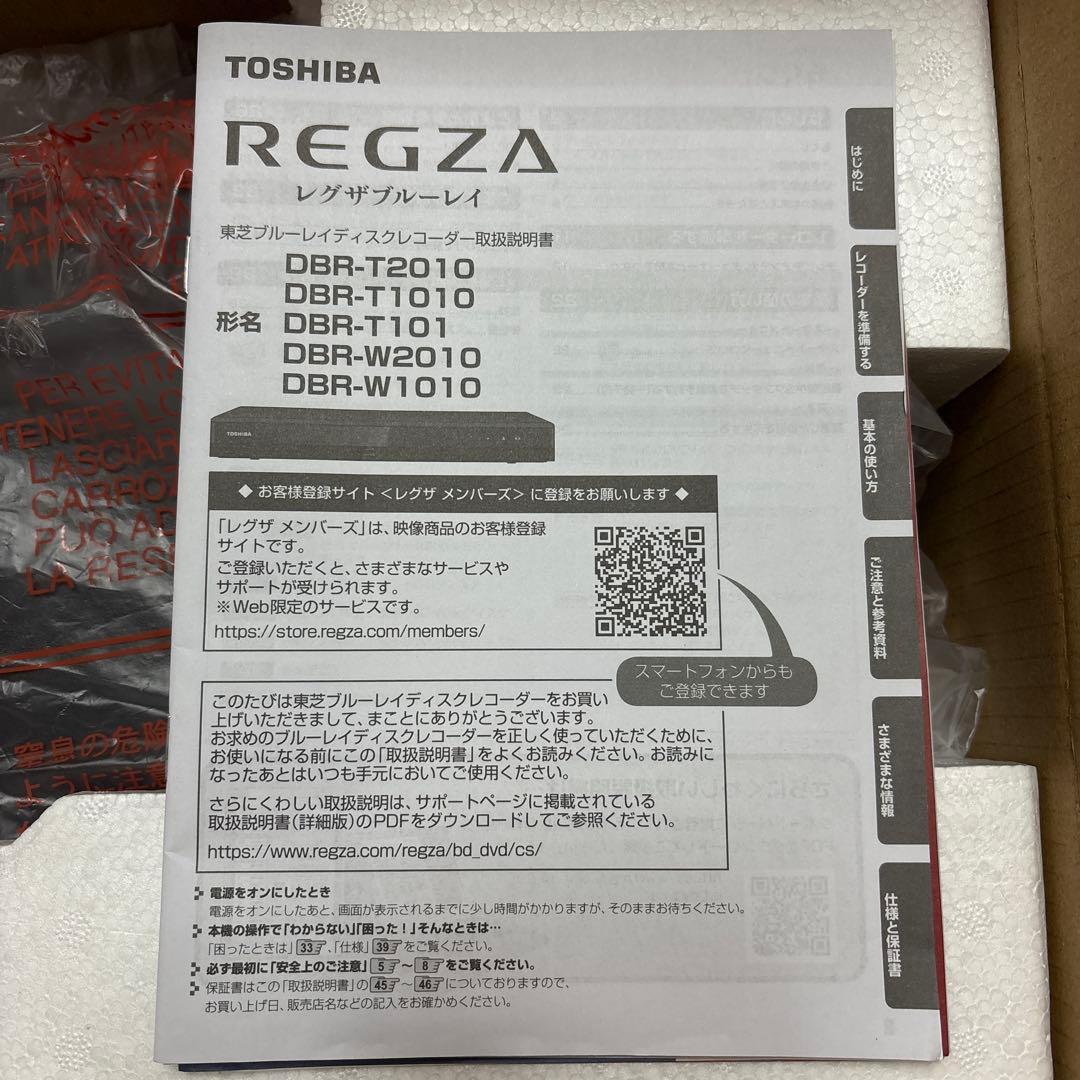 TOSHIBA
REGZA
レグザブルーレイ
東芝ブルーレイディスクレコーダー取扱説明書
形名
DBR-T2010
DBR-T1010
DBR-T101
DBR-W2010
DBR-W1010
TOSHIBA
◆ お客様登録サイト <レグザ メンバーズ> に登録をお願いします ◆
「レグザ メンバーズ」は、映像商品のお客様登録
サイトです。
ご登録いただくと、さまざまなサービスや
サポートが受けられます。
※Web限定のサービスです。
https://store.regza.com/members/
スマートフォンからも
ご登録できます
このたびは東芝ブルーレイディスクレコーダーをお買い
上げいただきまして、まことにありがとうございます。
お求めのブルーレイディスクレコーダーを正しく使っていただくために、
お使いになる前にこの「取扱説明書」をよくお読みください。お読みに
なったあとはいつも手元においてご使用ください。
さらにくわしい取扱説明は、サポートページに掲載されている
取扱説明書(詳細版)のPDFをダウンロードしてご参照ください。
https://www.regza.com/regza/bd_dvd/cs/
電源をオンにしたとき
電源をオンにしたあと、画面が表示されるまでに少し時間がかかりますが、そのままお待ちください。
本機の操作で「わからない」「困った!」そんなときは…
「困ったときは」33、「仕様」39をご覧ください。
必ず最初に「安全上のご注意」5～8をご覧ください。
保証書はこの「取扱説明書」の45～46についておりますので、
お買い上げ日、販売店名などの記入をお確かめください。
はじめに
レコーダーを準備する
基本の使い方
ご注意と参考資料
さまざまな情報
仕様と保証書
PER EVITA
TENERE LO
LASCIAR
CARROZ
PUO AD
LA RES
窒息の危険
ように注意